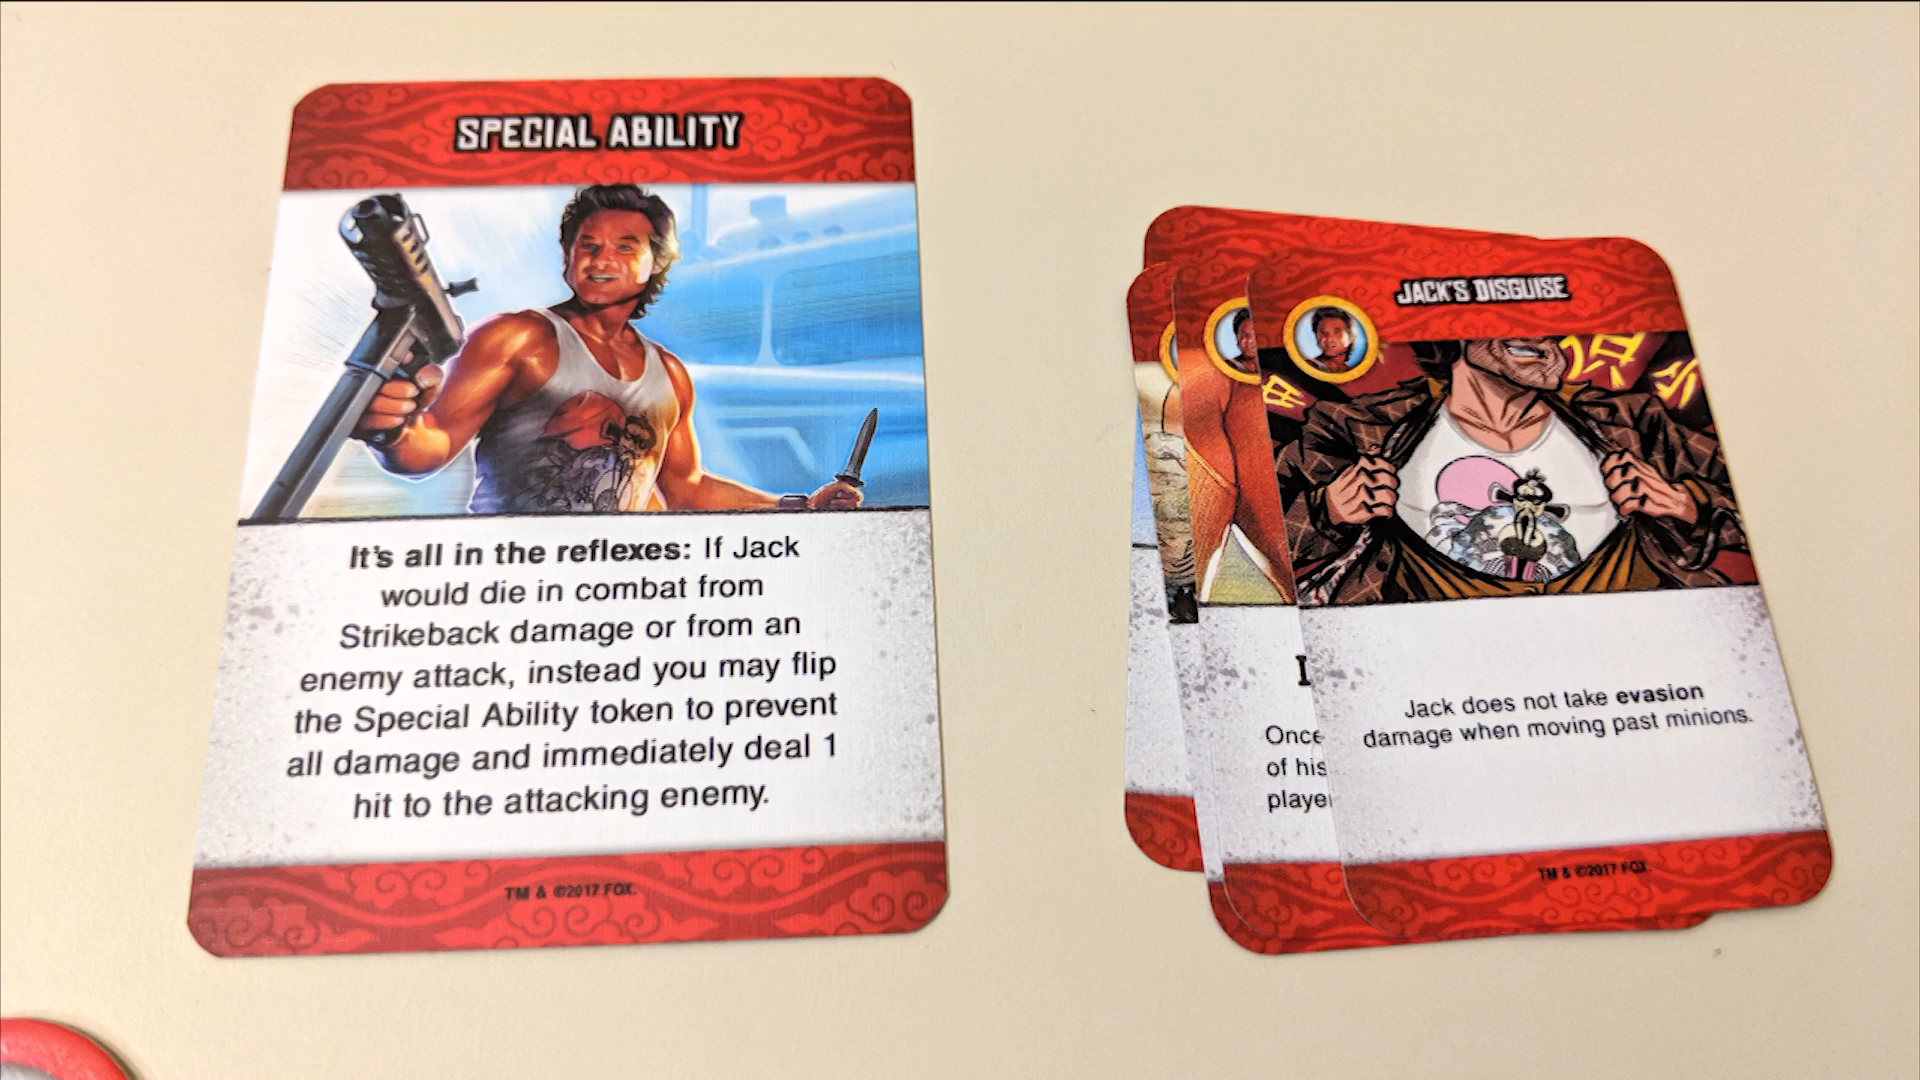 SPECIAL ABILITY
It's all in the reflexes: If Jack
would die in combat from
Strikeback damage or from an
enemy attack, instead you may flip
the Special Ability token to prevent
all damage and immediately deal 1
hit to the attacking enemy.
TM & ©2017 FOX.
I
Once
of his
playe
JACK'S DISGUISE
Jack does not take evasion
damage when moving past minions.
TM & ©2017 FOX.